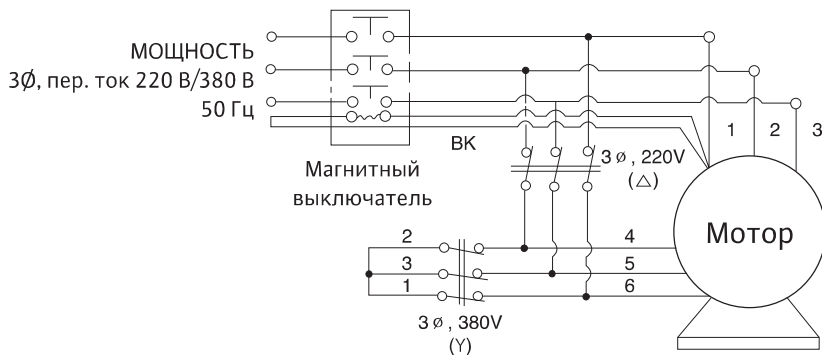 МОЩНОСТЬ
3Ø, пер. ток 220 В/380 В
50 Гц
Магнитный
выключатель
BK
3 ø , 220V
(△)
1 2 3
Мотор
2 4
3 5
1 6
3 ø , 380V
(Y)